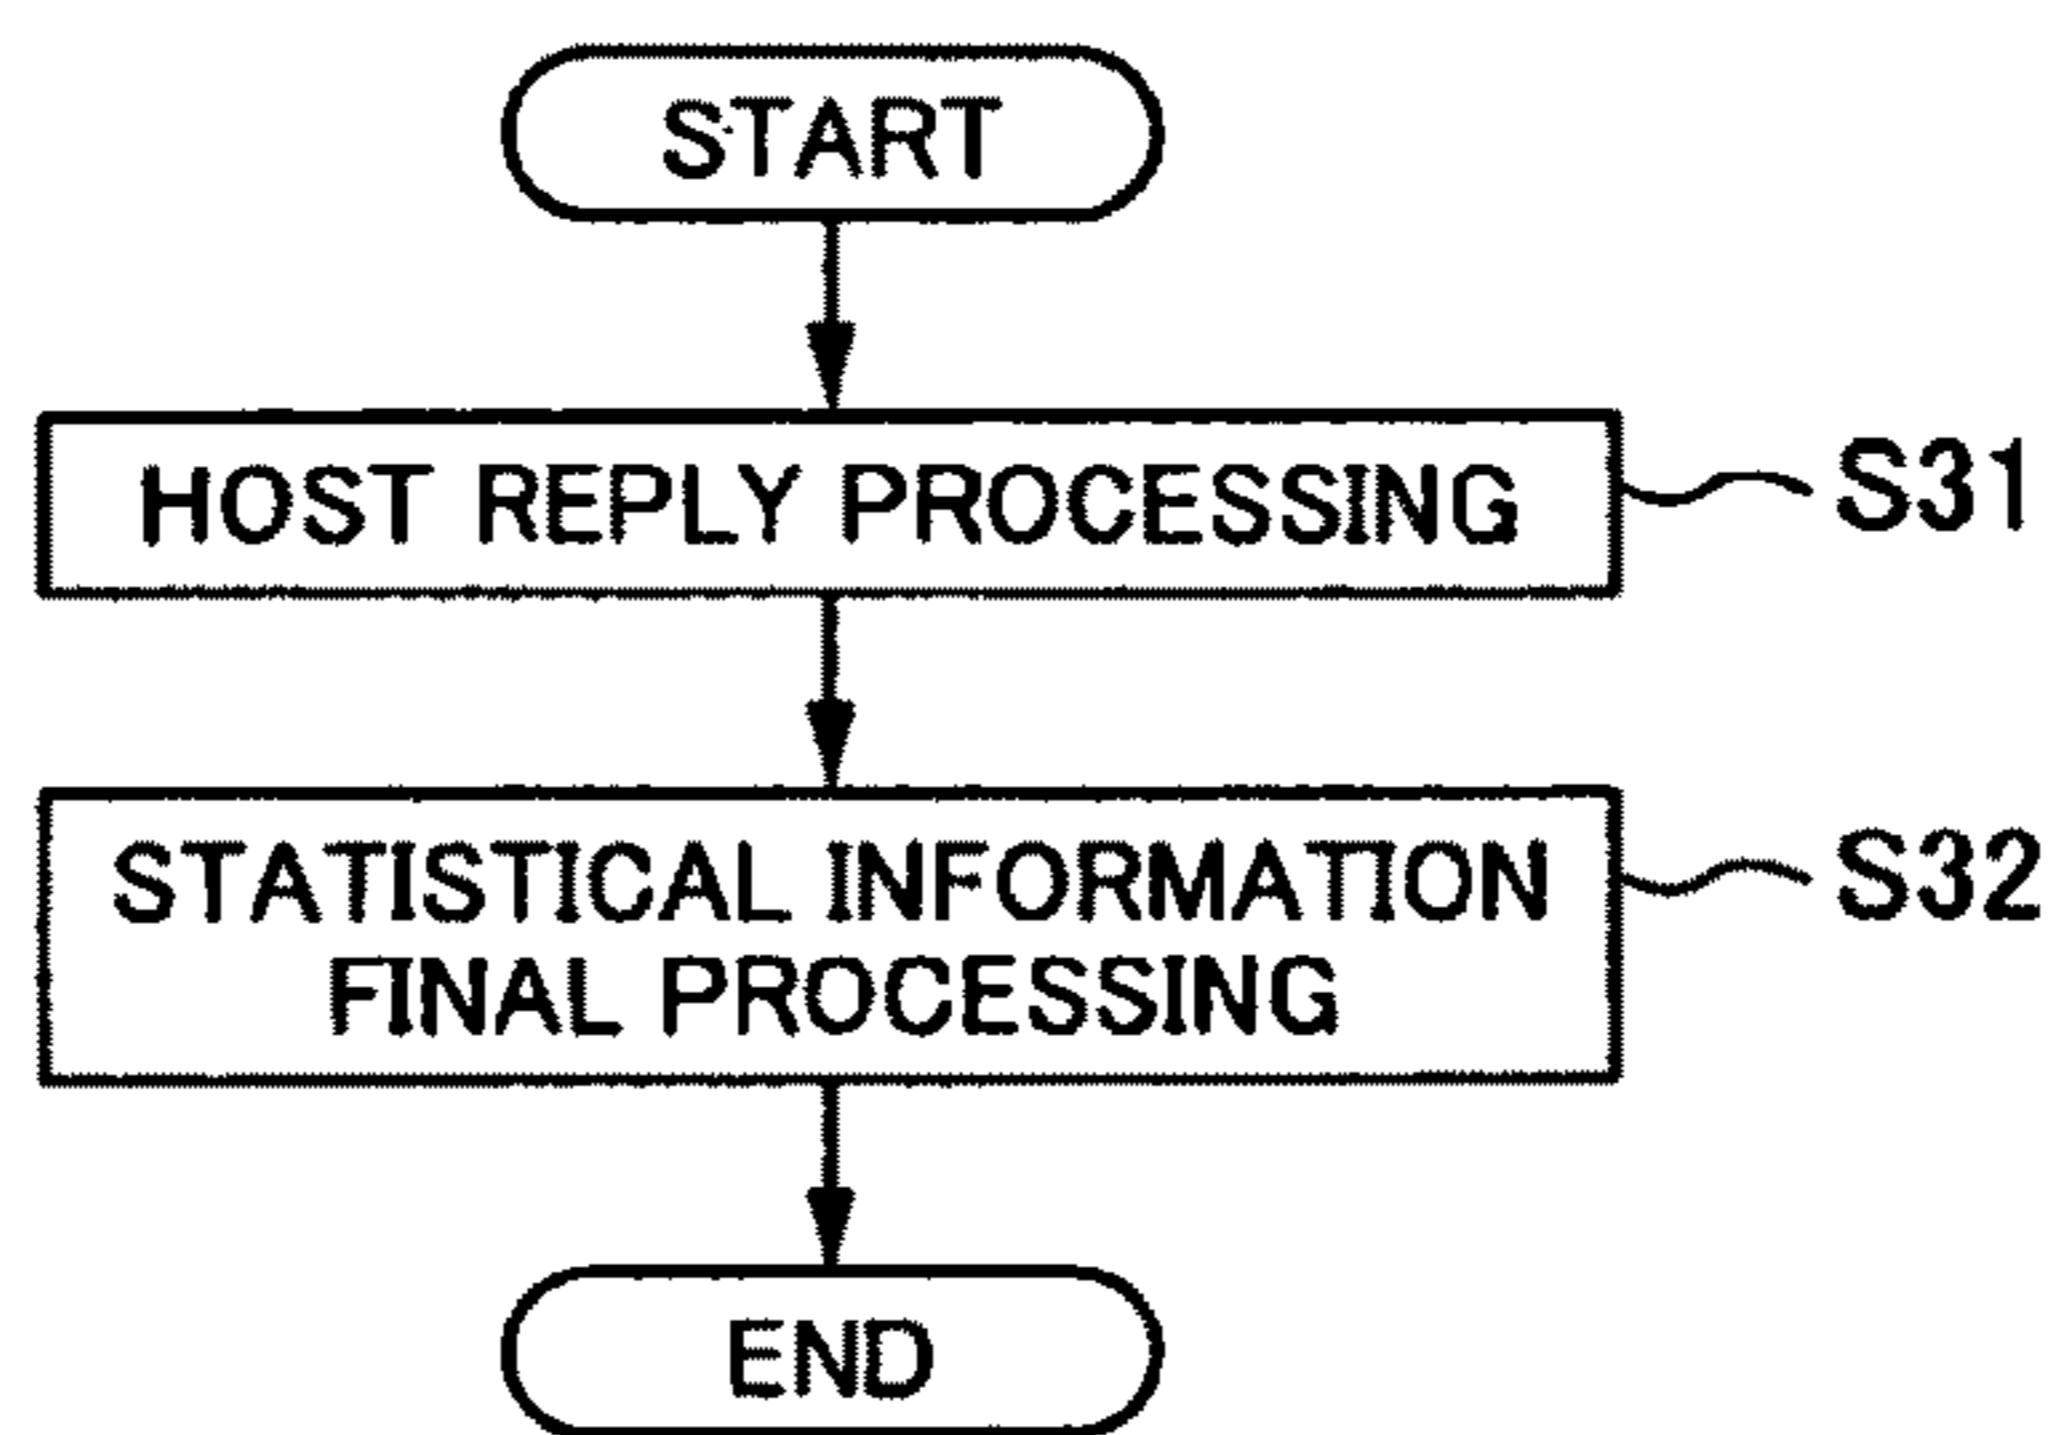 START
HOST REPLY PROCESSING
S31
STATISTICAL INFORMATION
FINAL PROCESSING
S32
END